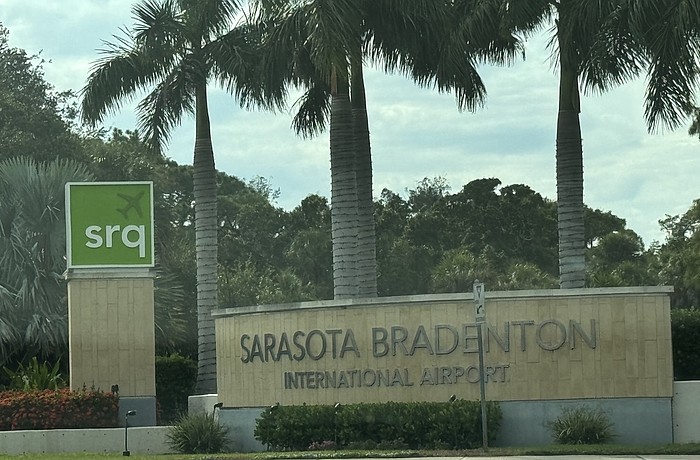 srq
SARASOTA BRADENTON
INTERNATIONAL AIRPORT